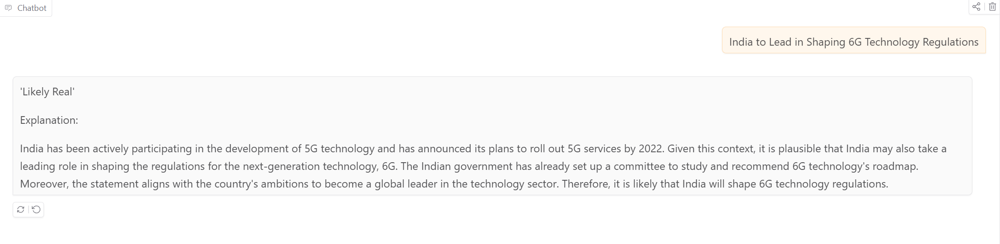 Chatbot
India to Lead in Shaping 6G Technology Regulations
'Likely Real'
Explanation:
India has been actively participating in the development of 5G technology and has announced its plans to roll out 5G services by 2022. Given this context, it is plausible that India may also take a
leading role in shaping the regulations for the next-generation technology, 6G. The Indian government has already set up a committee to study and recommend 6G technology's roadmap.
Moreover, the statement aligns with the country's ambitions to become a global leader in the technology sector. Therefore, it is likely that India will shape 6G technology regulations.